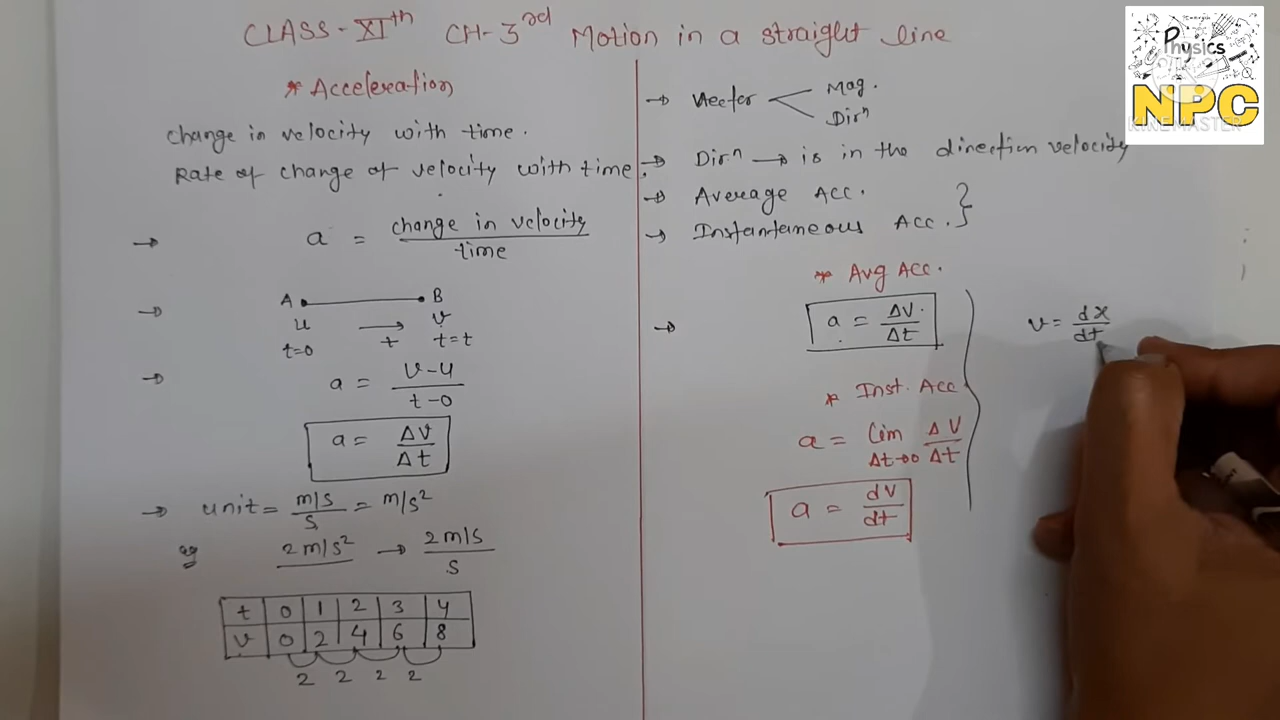 CLASS-XIth CH-3rd Motion in a straight line
* Acceleration
Change in velocity with time.
Rate of change of velocity with time.
→ a = change in velocity / time
→ A B
u → v
t=0 t t=t
→ a = v-u / t-0
a = Δv / Δt
→ unit = m/s / s = m/s²
eg 2m/s² → 2m/s / s
t 0 1 2 3 4
v 0 2 4 6 8
2 2 2 2
→ Vector Mag.
Dirⁿ
→ Dirⁿ → is in the direction velocity
→ Average Acc.
→ Instantaneous Acc. }
* Avg Acc.
→ a = ΔV / Δt
* Inst. Acc
a = Lim Δt→0 ΔV / Δt
a = dV / dt
v = dx / dt
Physics
NPC
KINEMASTER